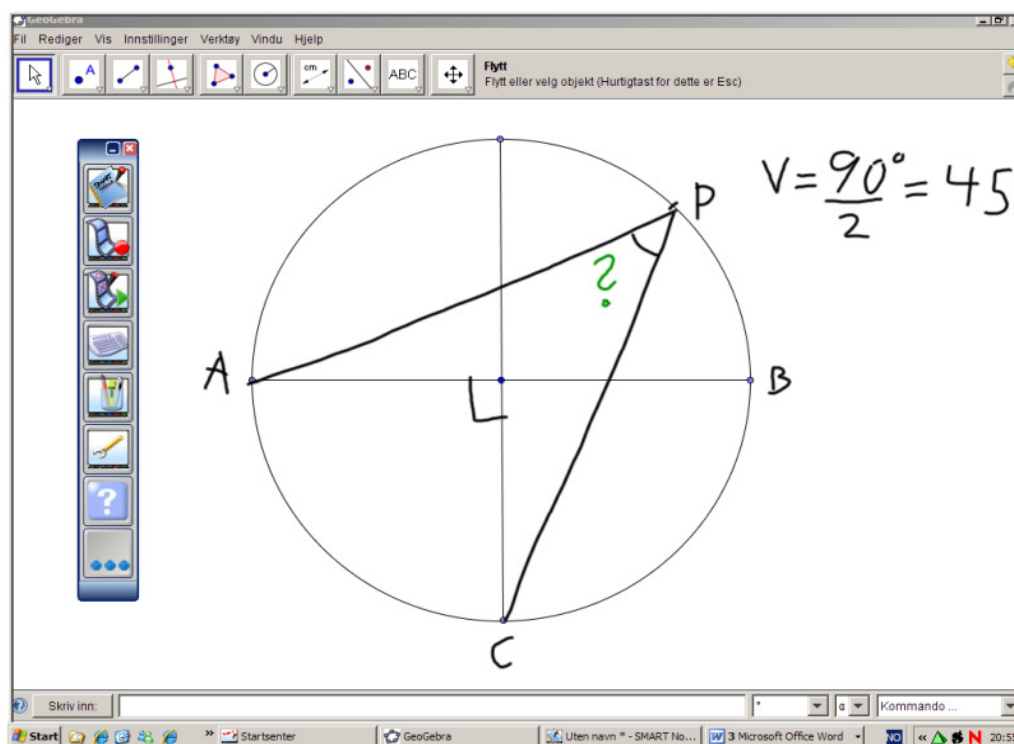 GeoGebra
Fil Rediger Vis Innstillinger Verktøy Vindu Hjelp
A
cm
ABC
Flytt
Flytt eller velg objekt (Hurtigtast for dette er Esc)
P
V = 90° / 2 = 45
?
A
B
C
?
Skriv inn:
°
α
Kommando ...
Start
»
Startsenter
GeoGebra
Uten navn * - SMART No...
3 Microsoft Office Word
NO
«
N
20:55